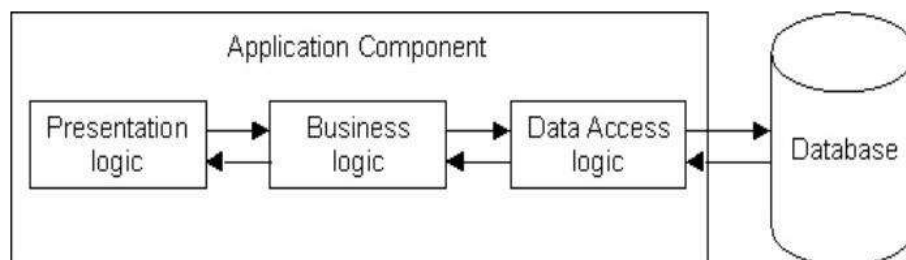 Application Component
Presentation
logic
Business
logic
Data Access
logic
Database